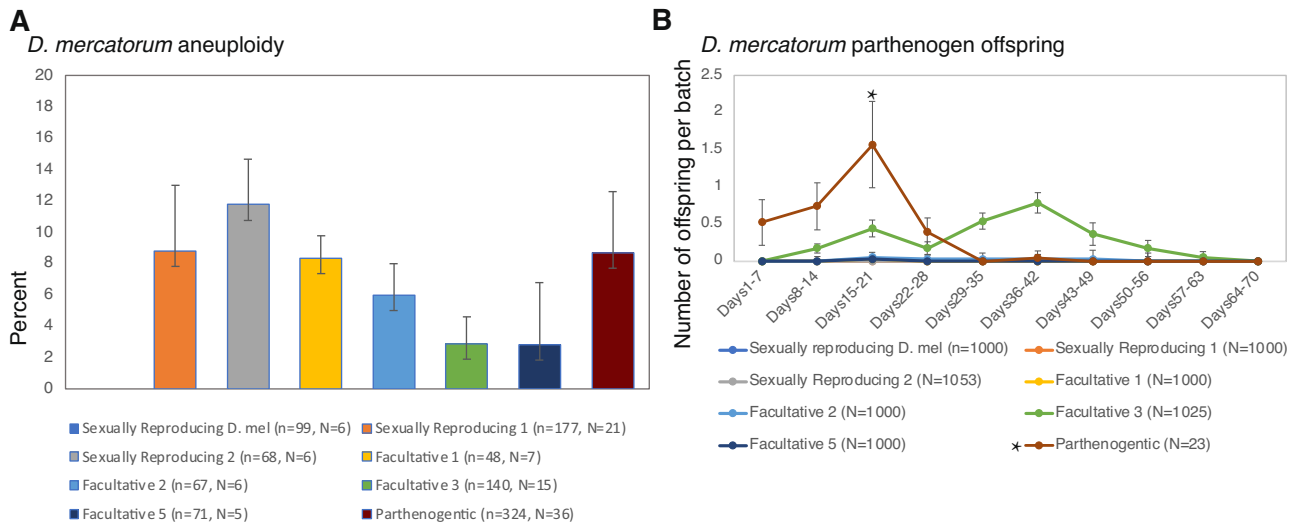 A
D. mercatorum aneuploidy
Percent
20
18
16
14
12
10
8
6
4
2
0
Sexually Reproducing D. mel (n=99, N=6)
Sexually Reproducing 1 (n=177, N=21)
Sexually Reproducing 2 (n=68, N=6)
Facultative 1 (n=48, N=7)
Facultative 2 (n=67, N=6)
Facultative 3 (n=140, N=15)
Facultative 5 (n=71, N=5)
Parthenogentic (n=324, N=36)
B
D. mercatorum parthenogen offspring
Number of offspring per batch
2.5
2
1.5
1
0.5
0
Days1-7
Days8-14
Days15-21
Days22-28
Days29-35
Days36-42
Days43-49
Days50-56
Days57-63
Days64-70
Sexually reproducing D. mel (n=1000)
Sexually Reproducing 1 (N=1000)
Sexually Reproducing 2 (N=1053)
Facultative 1 (N=1000)
Facultative 2 (N=1000)
Facultative 3 (N=1025)
Facultative 5 (N=1000)
Parthenogentic (N=23)